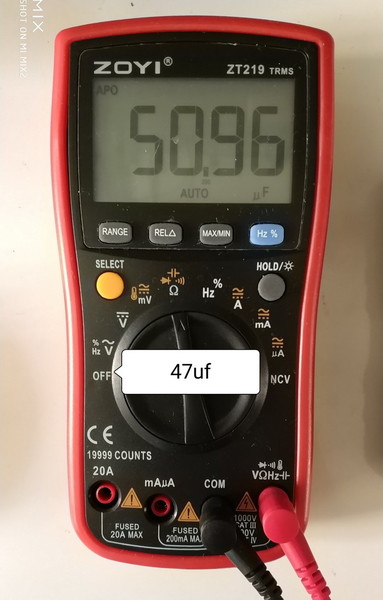 MIX
SHOT ON MI MIX
ZOYI®
ZT219 TRMS
APO
50.96
AUTO
µF
RANGE
REL△
MAX/MIN
Hz %
SELECT
HOLD/
mV
Ω
Hz%
A
mA
µA
NCV
V
% Hz V
OFF
47uf
CE
19999 COUNTS
20A
mAµA
COM
VΩHz
FUSED
20A MAX
FUSED
200mA MA
1000V
CAT III